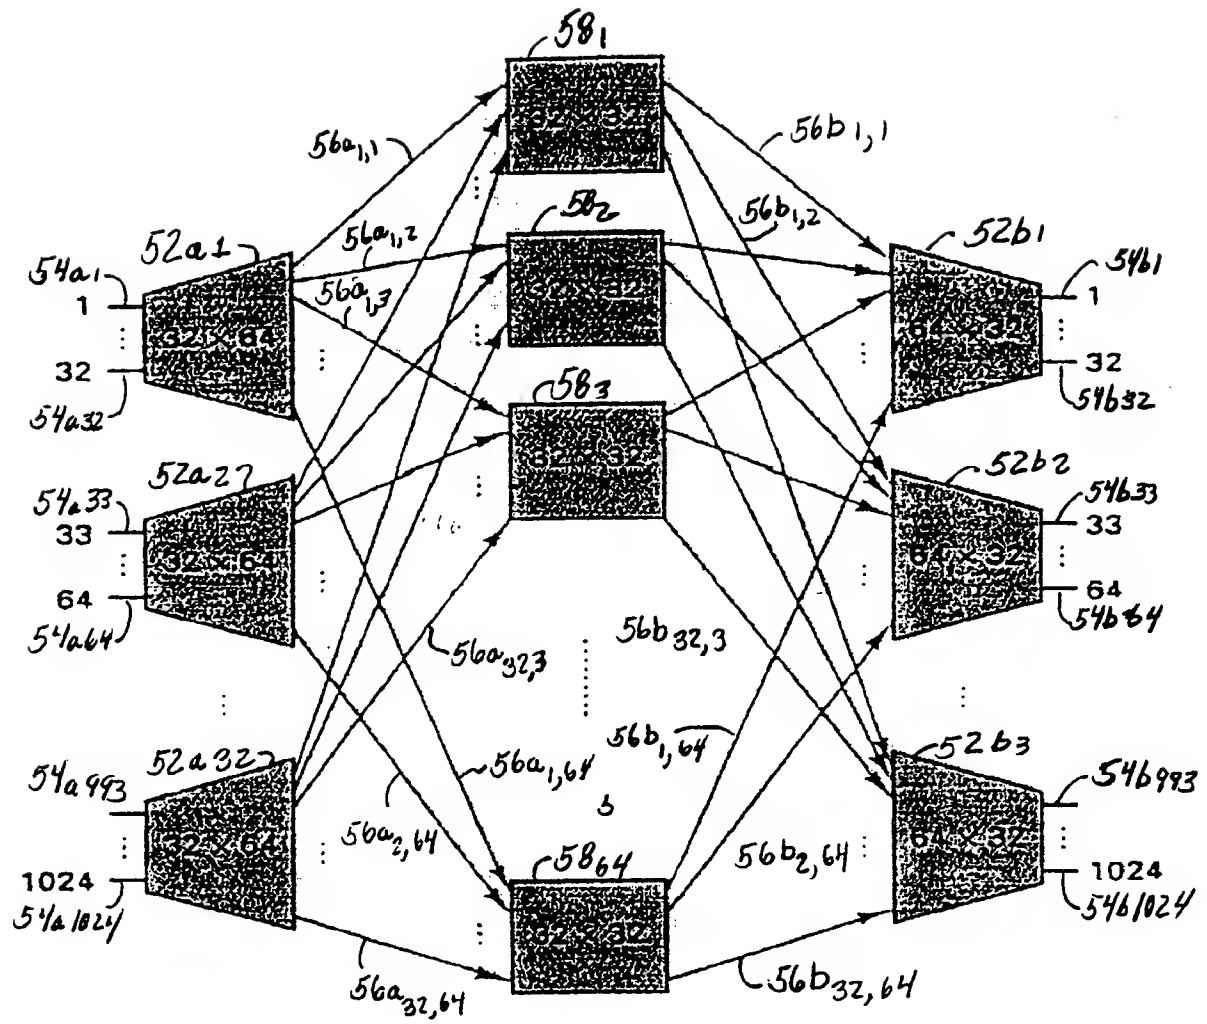 58₁
32 × 32
56a₁,₁
56b₁,₁
58₂
32 × 32
56a₁,₂
56b₁,₂
52a1
52b1
54a1
1
56a₁,₃
54b1
1
32 × 64
64 × 32
32
54a32
32
54b32
58₃
32 × 32
52a2
52b2
54a33
33
54b33
33
32 × 64
64 × 32
64
54a64
64
54b64
56a₃₂,₃
56b₃₂,₃
52a32
56b₁,₆₄
52b3
54a993
56a₁,₆₄
54b993
56a₂,₆₄
56b₂,₆₄
32 × 64
64 × 32
1024
54a1024
1024
54b1024
58₆₄
32 × 32
56a₃₂,₆₄
56b₃₂,₆₄